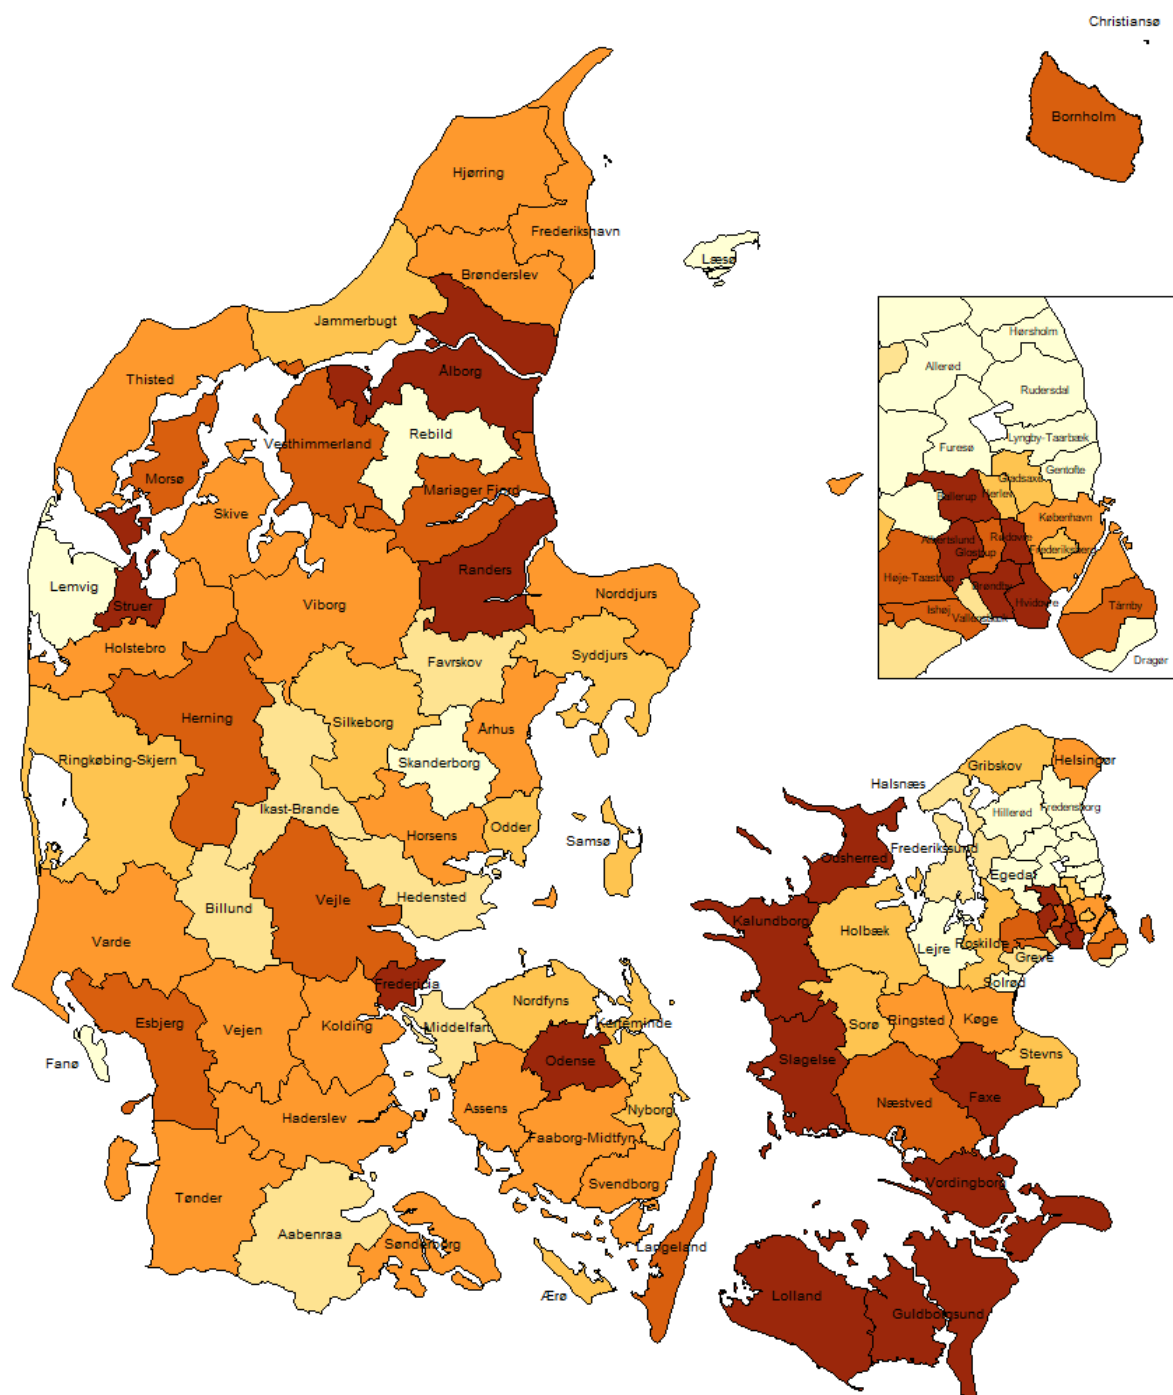 Christiansø
Bornholm
Hjørring
Frederikshavn
Læsø
Brønderslev
Jammerbugt
Thisted
Ålborg
Rebild
Vesthimmerland
Morsø
Mariager Fjord
Skive
Randers
Lemvig
Struer
Viborg
Norddjurs
Holstebro
Favrskov
Syddjurs
Herning
Silkeborg
Århus
Ringkøbing-Skjern
Skanderborg
Ikast-Brande
Horsens
Odder
Samsø
Hedensted
Billund
Vejle
Varde
Fredericia
Esbjerg
Vejen
Kolding
Middelfart
Nordfyns
Kerteminde
Fanø
Odense
Haderslev
Assens
Nyborg
Faaborg-Midtfyn
Svendborg
Tønder
Aabenraa
Sønderborg
Langeland
Ærø
Hørsholm
Allerød
Rudersdal
Furesø
Lyngby-Taarbæk
Gentofte
Gladsaxe
Ballerup
Herlev
København
Rødovre
Albertslund
Glostrup
Frederiksberg
Høje-Taastrup
Brøndby
Ishøj
Hvidovre
Vallensbæk
Tårnby
Dragør
Gribskov
Helsingør
Halsnæs
Hillerød
Fredensborg
Frederikssund
Odsherred
Egedal
Kalundborg
Holbæk
Lejre
Roskilde
Greve
Solrød
Sorø
Ringsted
Køge
Stevns
Slagelse
Næstved
Faxe
Vordingborg
Lolland
Guldborgsund